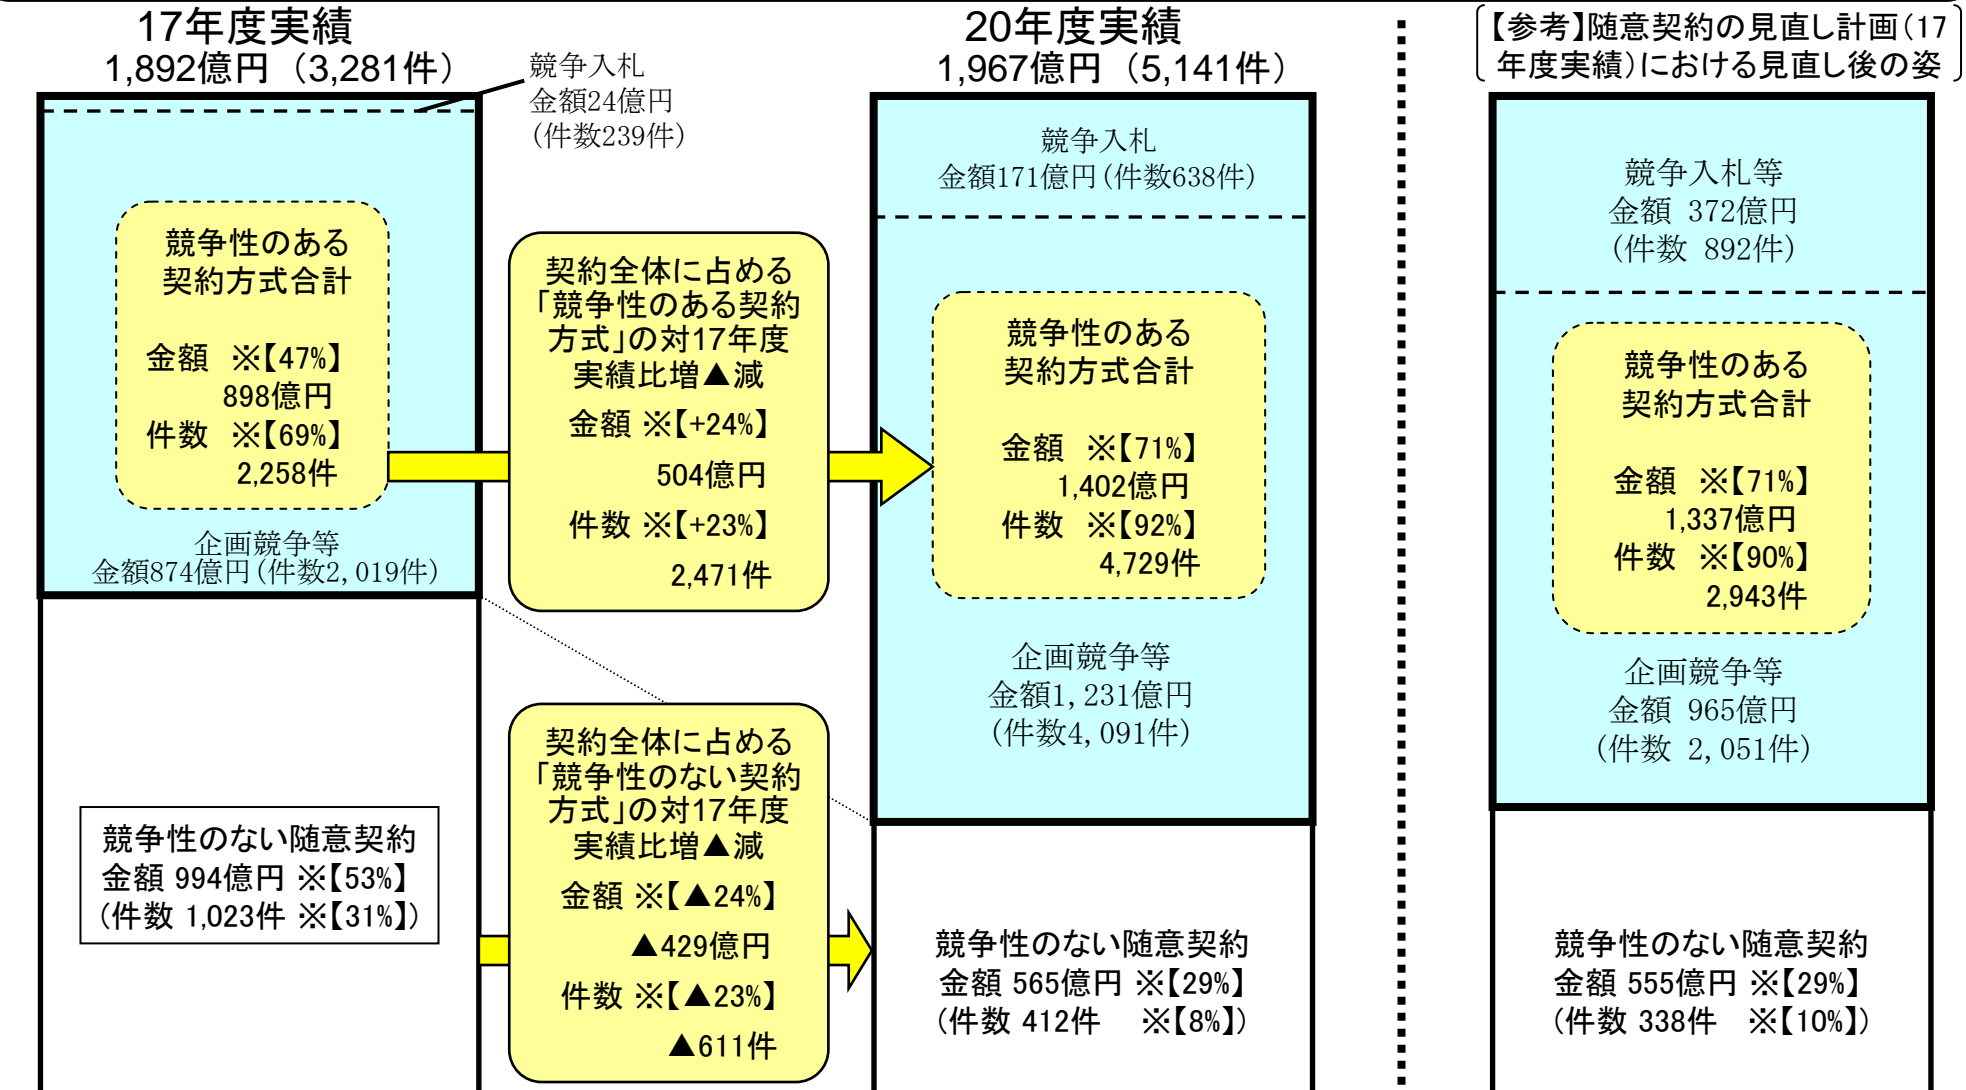 17年度実績
1,892億円（3,281件）
競争入札
金額24億円
（件数239件）
競争性のある
契約方式合計
金額 ※【47%】
898億円
件数 ※【69%】
2,258件
企画競争等
金額874億円（件数2,019件）
競争性のない随意契約
金額 994億円 ※【53%】
（件数 1,023件 ※【31%】）
契約全体に占める
「競争性のある契約
方式」の対17年度
実績比増▲減
金額 ※【+24%】
504億円
件数 ※【+23%】
2,471件
契約全体に占める
「競争性のない契約
方式」の対17年度
実績比増▲減
金額 ※【▲24%】
▲429億円
件数 ※【▲23%】
▲611件
20年度実績
1,967億円（5,141件）
競争入札
金額171億円（件数638件）
競争性のある
契約方式合計
金額 ※【71%】
1,402億円
件数 ※【92%】
4,729件
企画競争等
金額1,231億円
（件数4,091件）
競争性のない随意契約
金額 565億円 ※【29%】
（件数 412件 ※【8%】）
【参考】随意契約の見直し計画（17
年度実績）における見直し後の姿
競争入札等
金額 372億円
（件数 892件）
競争性のある
契約方式合計
金額 ※【71%】
1,337億円
件数 ※【90%】
2,943件
企画競争等
金額 965億円
（件数 2,051件）
競争性のない随意契約
金額 555億円 ※【29%】
（件数 338件 ※【10%】）